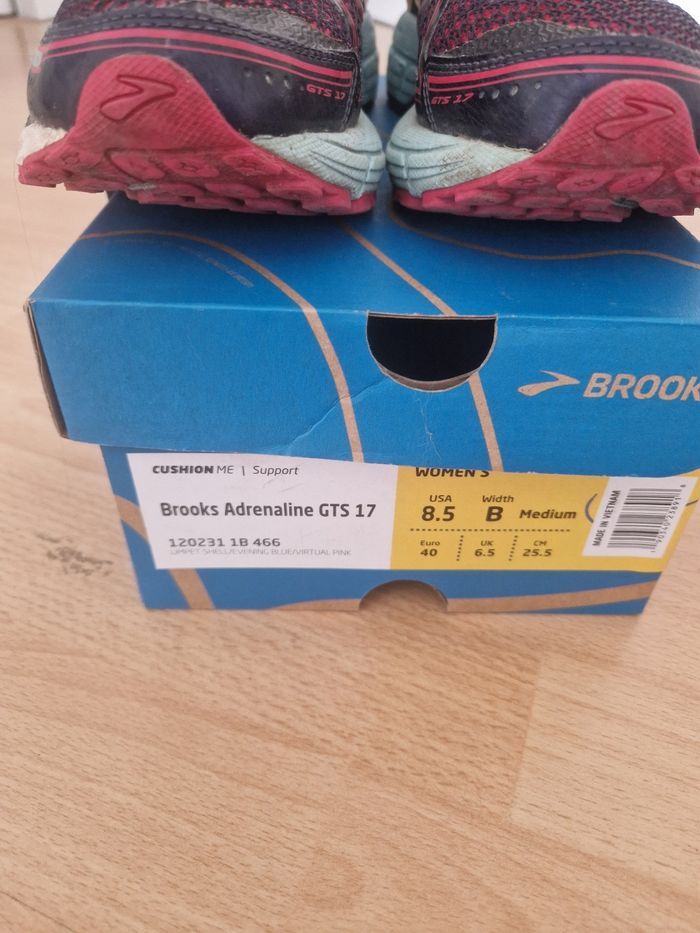 GTS 17
GTS 17
BROOK
CUSHION ME | Support
WOMEN'S
Brooks Adrenaline GTS 17
USA
8.5
Width
B Medium
120231 1B 466
LIMPET SHELL/EVENING BLUE/VIRTUAL PINK
Euro
40
UK
6.5
CM
25.5
MADE IN VIETNAM